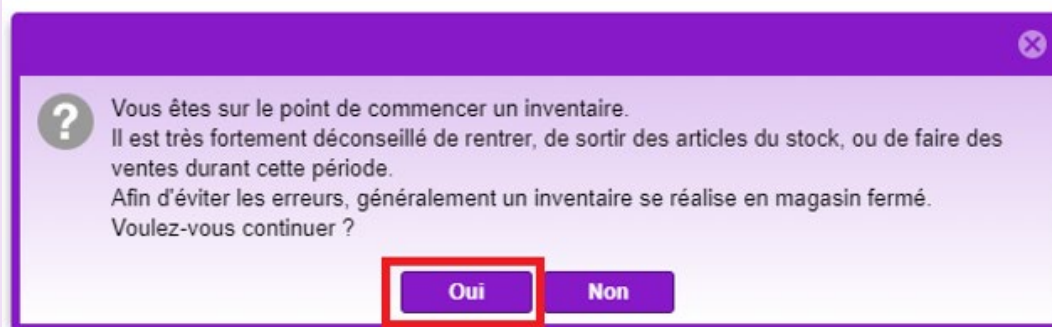 Vous êtes sur le point de commencer un inventaire.
Il est très fortement déconseillé de rentrer, de sortir des articles du stock, ou de faire des
ventes durant cette période.
Afin d'éviter les erreurs, généralement un inventaire se réalise en magasin fermé.
Voulez-vous continuer ?
Oui Non